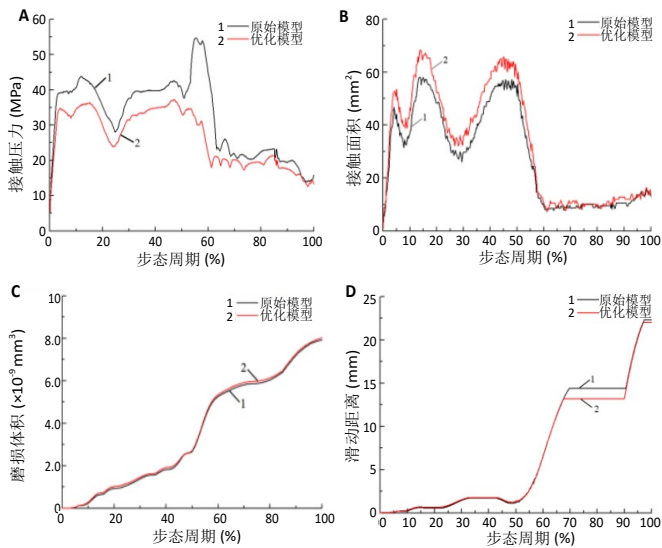 A
1 原始模型
2 优化模型
接触压力 (MPa)
60
50
40
30
20
10
0
1
2
0 20 40 60 80 100
步态周期 (%)
B
1 原始模型
2 优化模型
接触面积 (mm²)
80
60
40
20
0
2
1
0 10 20 30 40 50 60 70 80 90 100
步态周期 (%)
C
1 原始模型
2 优化模型
磨损体积 (×10⁻⁹ mm³)
10
8.0
6.0
4.0
2.0
0
2
1
0 20 40 60 80 100
步态周期 (%)
D
1 原始模型
2 优化模型
滑动距离 (mm)
25
20
15
10
5
0
1
2
0 10 20 30 40 50 60 70 80 90 100
步态周期 (%)